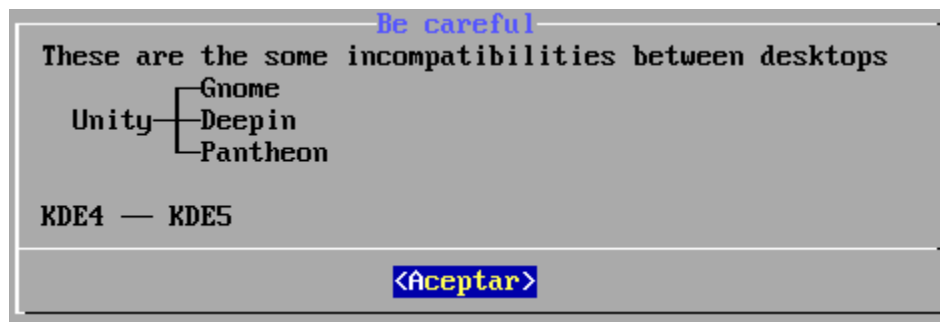 Be careful
These are the some incompatibilities between desktops
Gnome
Unity Deepin
Pantheon
KDE4 — KDE5
<Aceptar>